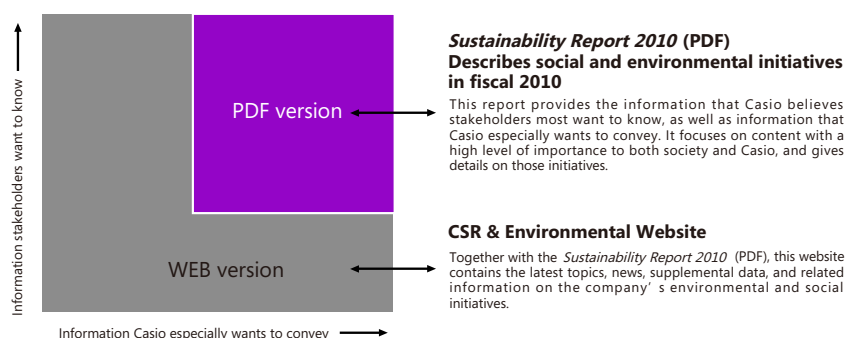 Information stakeholders want to know
PDF version
WEB version
Information Casio especially wants to convey
Sustainability Report 2010 (PDF)
Describes social and environmental initiatives
in fiscal 2010
This report provides the information that Casio believes
stakeholders most want to know, as well as information that
Casio especially wants to convey. It focuses on content with a
high level of importance to both society and Casio, and gives
details on those initiatives.
CSR & Environmental Website
Together with the Sustainability Report 2010 (PDF), this website
contains the latest topics, news, supplemental data, and related
information on the company’s environmental and social
initiatives.